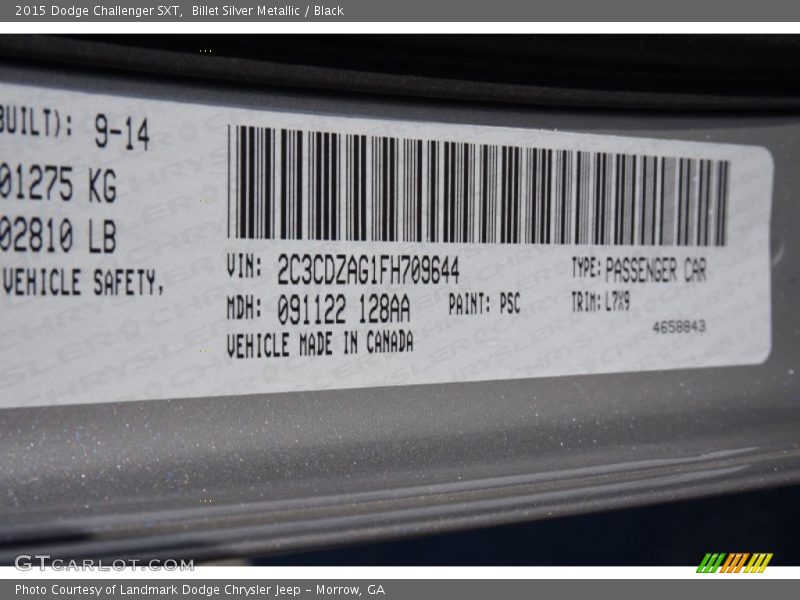 2015 Dodge Challenger SXT, Billet Silver Metallic / Black
BUILT): 9-14
01275 KG
02810 LB
VEHICLE SAFETY,
VIN: 2C3CDZAG1FH709644 TYPE: PASSENGER CAR
MDH: 091122 128AA PAINT: PSC TRIM: L7X9
VEHICLE MADE IN CANADA 4658843
GTCARLOT.COM
Photo Courtesy of Landmark Dodge Chrysler Jeep - Morrow, GA